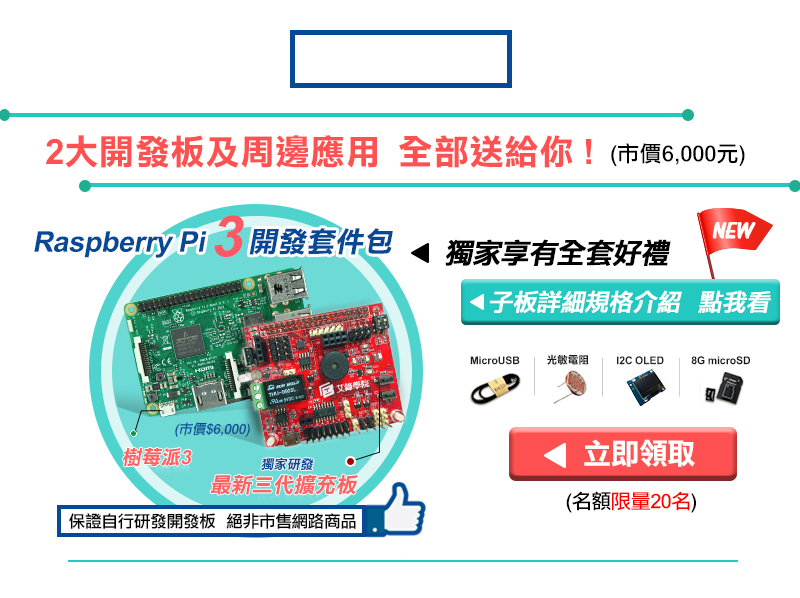 2大開發板及周邊應用 全部送給你！(市價6,000元)
Raspberry Pi 3 開發套件包
獨家享有全套好禮
NEW
子板詳細規格介紹 點我看
MicroUSB 光敏電阻 I2C OLED 8G microSD
HDMI
艾鍗學院
(市價$6,000)
樹莓派3
獨家研發
最新三代擴充板
立即領取
(名額限量20名)
保證自行研發開發板 絕非市售網路商品